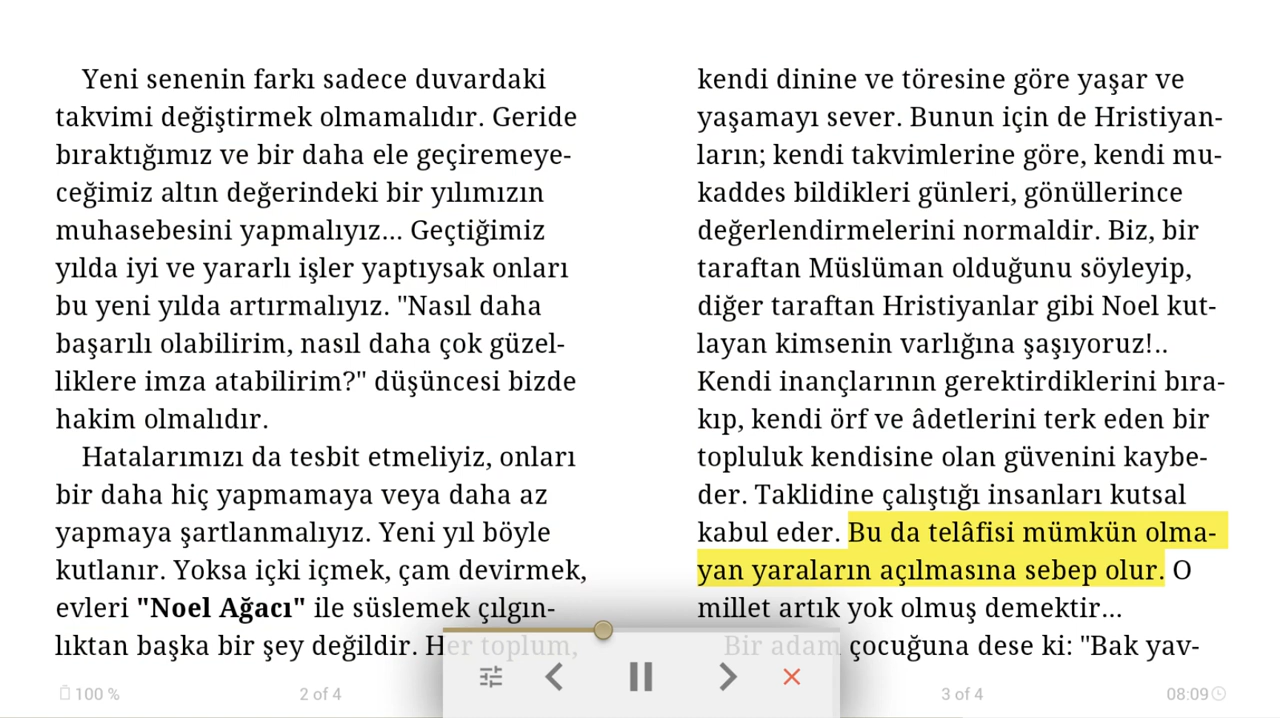 Yeni senenin farkı sadece duvardaki
takvimi değiştirmek olmamalıdır. Geride
bıraktığımız ve bir daha ele geçiremeye-
ceğimiz altın değerindeki bir yılımızın
muhasebesini yapmalıyız... Geçtiğimiz
yılda iyi ve yararlı işler yaptıysak onları
bu yeni yılda artırmalıyız. "Nasıl daha
başarılı olabilirim, nasıl daha çok güzel-
liklere imza atabilirim?" düşüncesi bizde
hakim olmalıdır.
Hatalarımızı da tesbit etmeliyiz, onları
bir daha hiç yapmamaya veya daha az
yapmaya şartlanmalıyız. Yeni yıl böyle
kutlanır. Yoksa içki içmek, çam devirmek,
evleri "Noel Ağacı" ile süslemek çılgın-
lıktan başka bir şey değildir. Her toplum,
kendi dinine ve töresine göre yaşar ve
yaşamayı sever. Bunun için de Hristiyan-
ların; kendi takvimlerine göre, kendi mu-
kaddes bildikleri günleri, gönüllerince
değerlendirmelerini normaldir. Biz, bir
taraftan Müslüman olduğunu söyleyip,
diğer taraftan Hristiyanlar gibi Noel kut-
layan kimsenin varlığına şaşıyoruz!..
Kendi inançlarının gerektirdiklerini bıra-
kıp, kendi örf ve âdetlerini terk eden bir
topluluk kendisine olan güvenini kaybe-
der. Taklidine çalıştığı insanları kutsal
kabul eder. Bu da telâfisi mümkün olma-
yan yaraların açılmasına sebep olur. O
millet artık yok olmuş demektir...
Bir adam çocuğuna dese ki: "Bak yav-
100 %
2 of 4
3 of 4
08:09